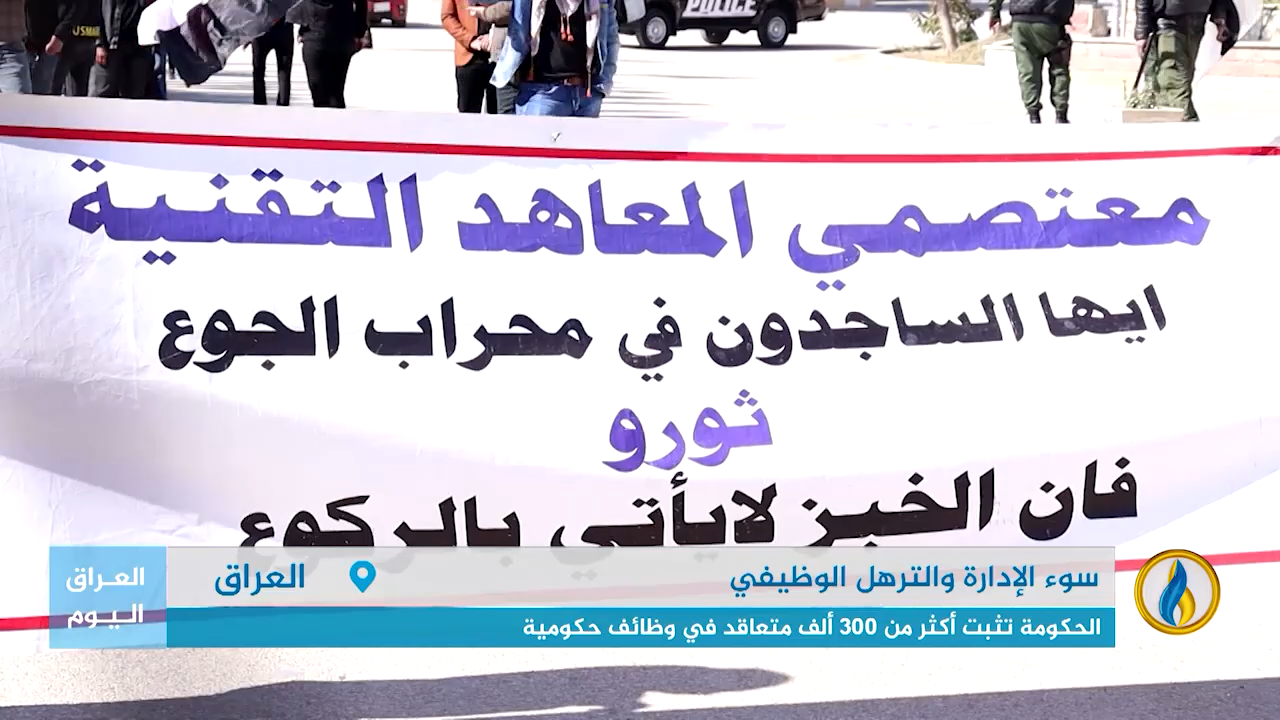 POLICE
معتصمي المعاهد التقنية
ايها الساجدون في محراب الجوع
ثورو
فان الخبز لايأتي بالركوع
سوء الإدارة والترهل الوظيفي
العراق
الحكومة تثبت أكثر من 300 ألف متعاقد في وظائف حكومية
العراق
اليوم